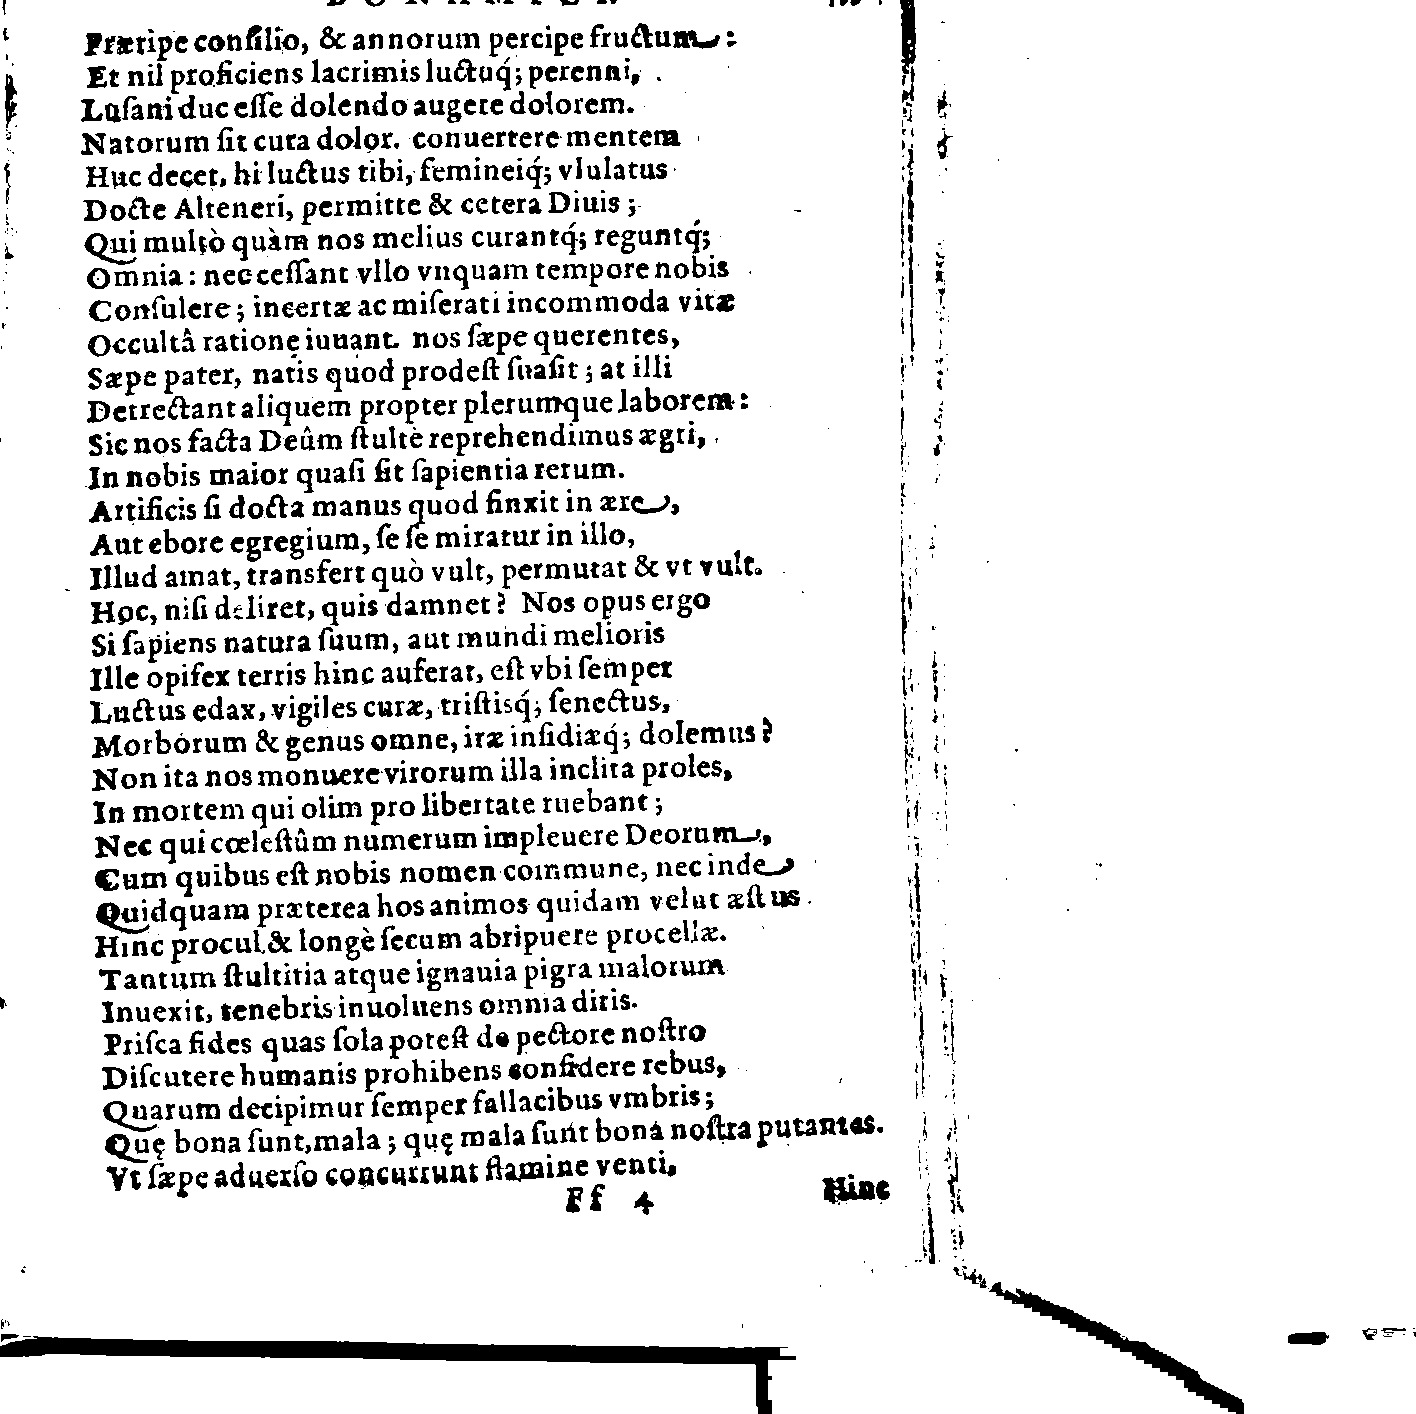 Præripe conſilio, & annorum percipe fructum:
Et nil proficiens lacrimis luctuq́; perenni,
Luſani duc eſſe dolendo augere dolorem.
Natorum ſit cura dolor. conuertere mentem
Huc decet, hi luctus tibi, femineiq́; vlulatus
Docte Alteneri, permitte & cetera Diuis;
Qui multò quàm nos melius curantq́; reguntq́;
Omnia: nec ceſſant vllo vnquam tempore nobis
Conſulere; incertæ ac miſerati incommoda vitæ
Occultâ ratione iuuant. nos ſæpe querentes,
Sæpe pater, natis quod prodeſt ſuaſit; at illi
Detrectant aliquem propter plerumque laborem:
Sic nos facta Deûm ſtultè reprehendimus ægri,
In nobis maior quaſi ſit ſapientia rerum.
Artificis ſi docta manus quod finxit in ære,
Aut ebore egregium, ſe ſe miratur in illo,
Illud amat, transfert quò vult, permutat & vt vult.
Hoc, niſi deliret, quis damnet? Nos opus ergo
Si ſapiens natura ſuum, aut mundi melioris
Ille opifex terris hinc auferat, eſt vbi ſemper
Luctus edax, vigiles curæ, triſtisq́; ſenectus,
Morborum & genus omne, iræ inſidiæq́; dolemus?
Non ita nos monuere virorum illa inclita proles,
In mortem qui olim pro libertate ruebant;
Nec qui cœleſtûm numerum impleuere Deorum,
Cum quibus eſt nobis nomen commune, nec inde
Quidquam præterea hos animos quidam velut æſtus
Hinc procul & longè ſecum abripuere procellæ.
Tantum ſtultitia atque ignauia pigra malorum
Inuexit, tenebris inuoluens omnia diris.
Priſca fides quas ſola poteſt de pectore noſtro
Diſcutere humanis prohibens confidere rebus,
Quarum decipimur ſemper fallacibus vmbris;
Quę bona ſunt, mala; quę mala ſunt bona noſtra putantes.
Vt ſæpe aduerſo concurrunt flamine venti,
Ff 4 Hinc